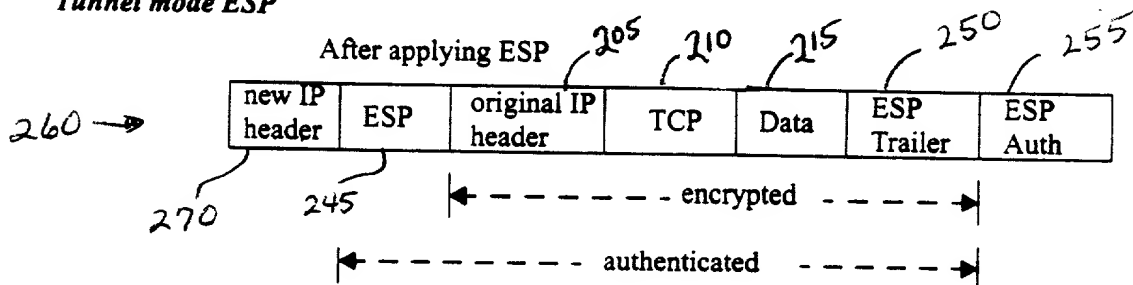 Tunnel mode ESP
After applying ESP
205
210
215
250
255
260
new IP header
ESP
original IP header
TCP
Data
ESP Trailer
ESP Auth
270
245
encrypted
authenticated